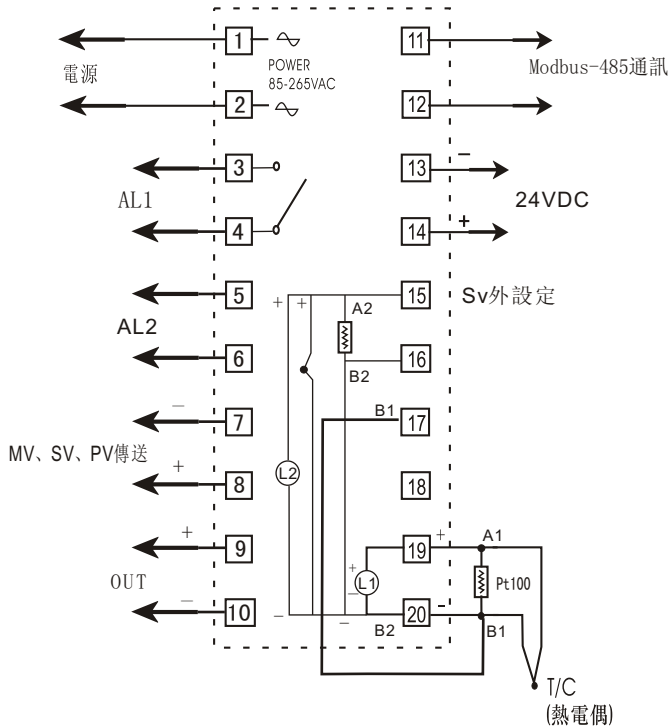 1
11
POWER
85-265VAC
電源
Modbus-485通訊
2
12
3
13
−
AL1
24VDC
4
14
+
5
15
Sv外設定
+
+
A2
AL2
6
16
B2
B1
−
7
17
MV、SV、PV傳送
+
8
L2
18
+
9
19
+
A1
+
OUT
L1
Pt100
−
−
10
−
−
B2
20
-
B1
T/C
(熱電偶)